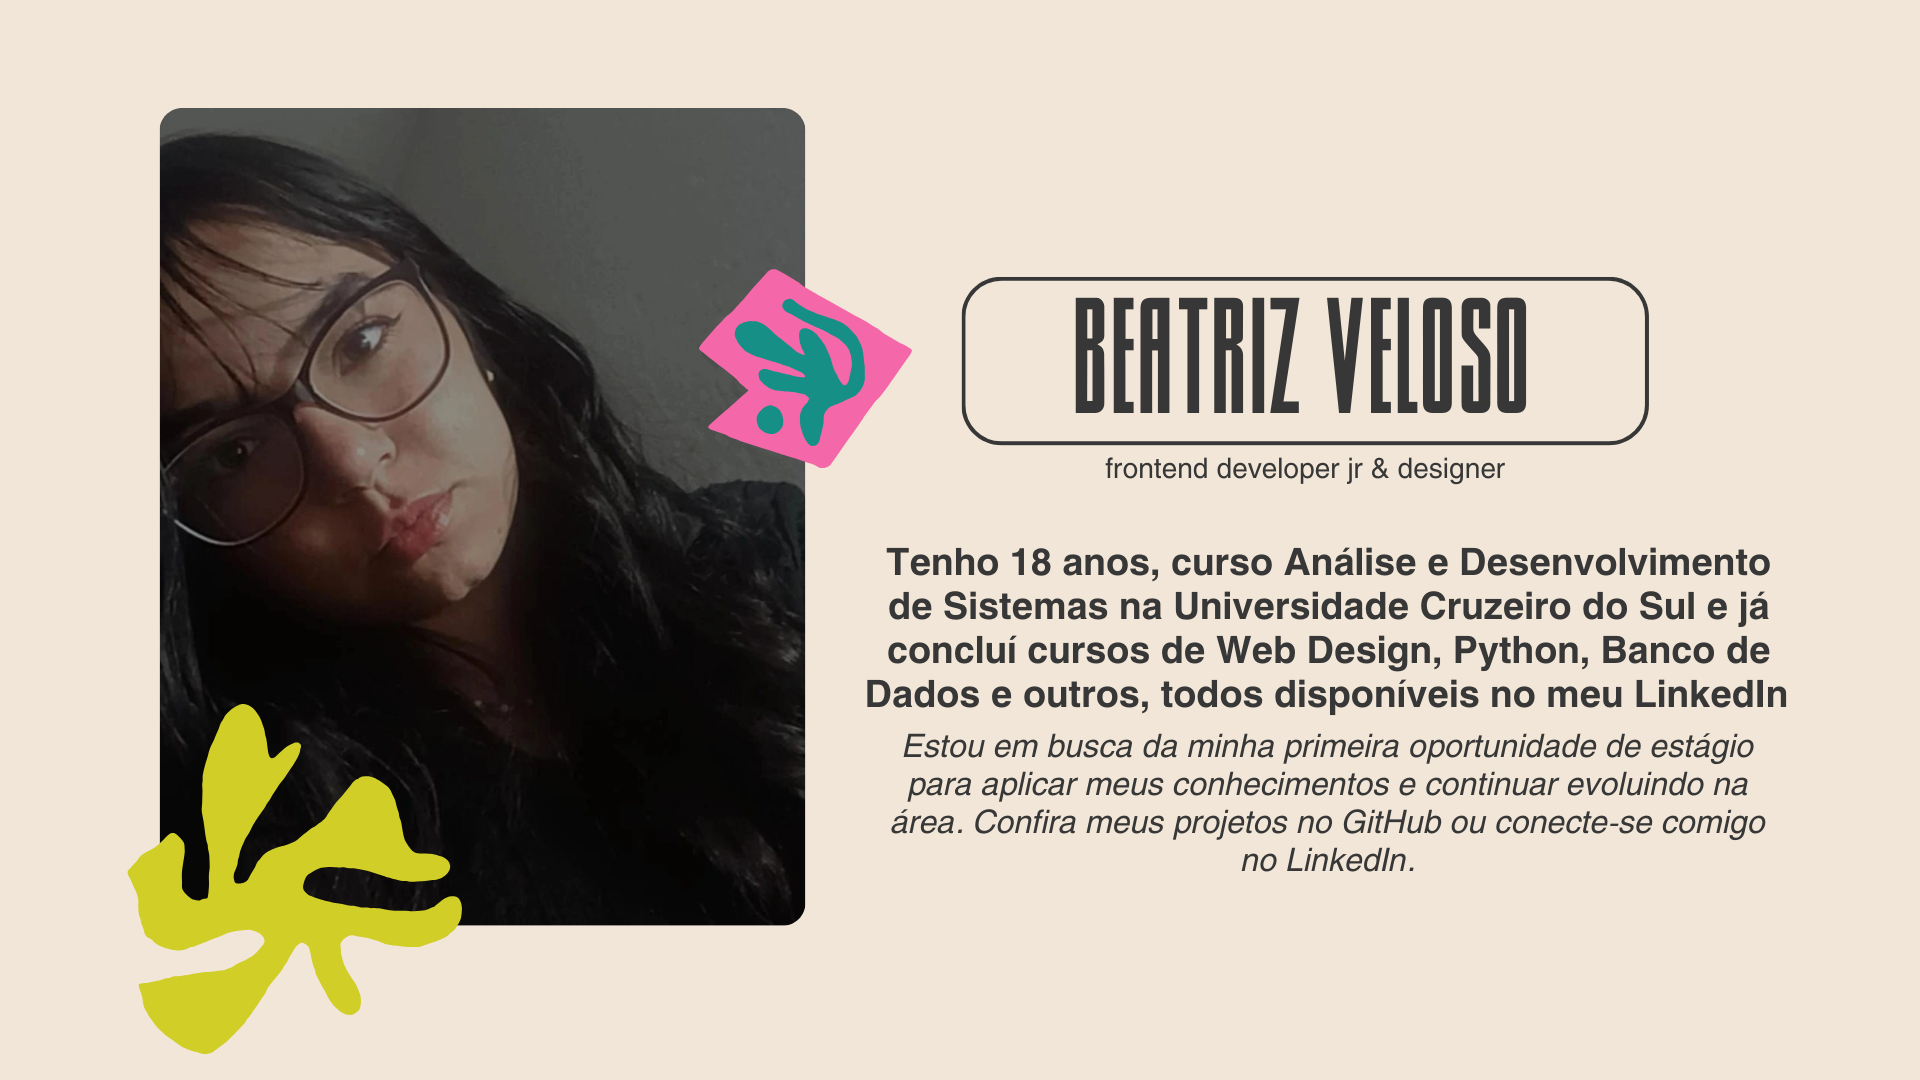 BEATRIZ VELOSO
frontend developer jr & designer
Tenho 18 anos, curso Análise e Desenvolvimento
de Sistemas na Universidade Cruzeiro do Sul e já
concluí cursos de Web Design, Python, Banco de
Dados e outros, todos disponíveis no meu LinkedIn
Estou em busca da minha primeira oportunidade de estágio
para aplicar meus conhecimentos e continuar evoluindo na
área. Confira meus projetos no GitHub ou conecte-se comigo
no LinkedIn.